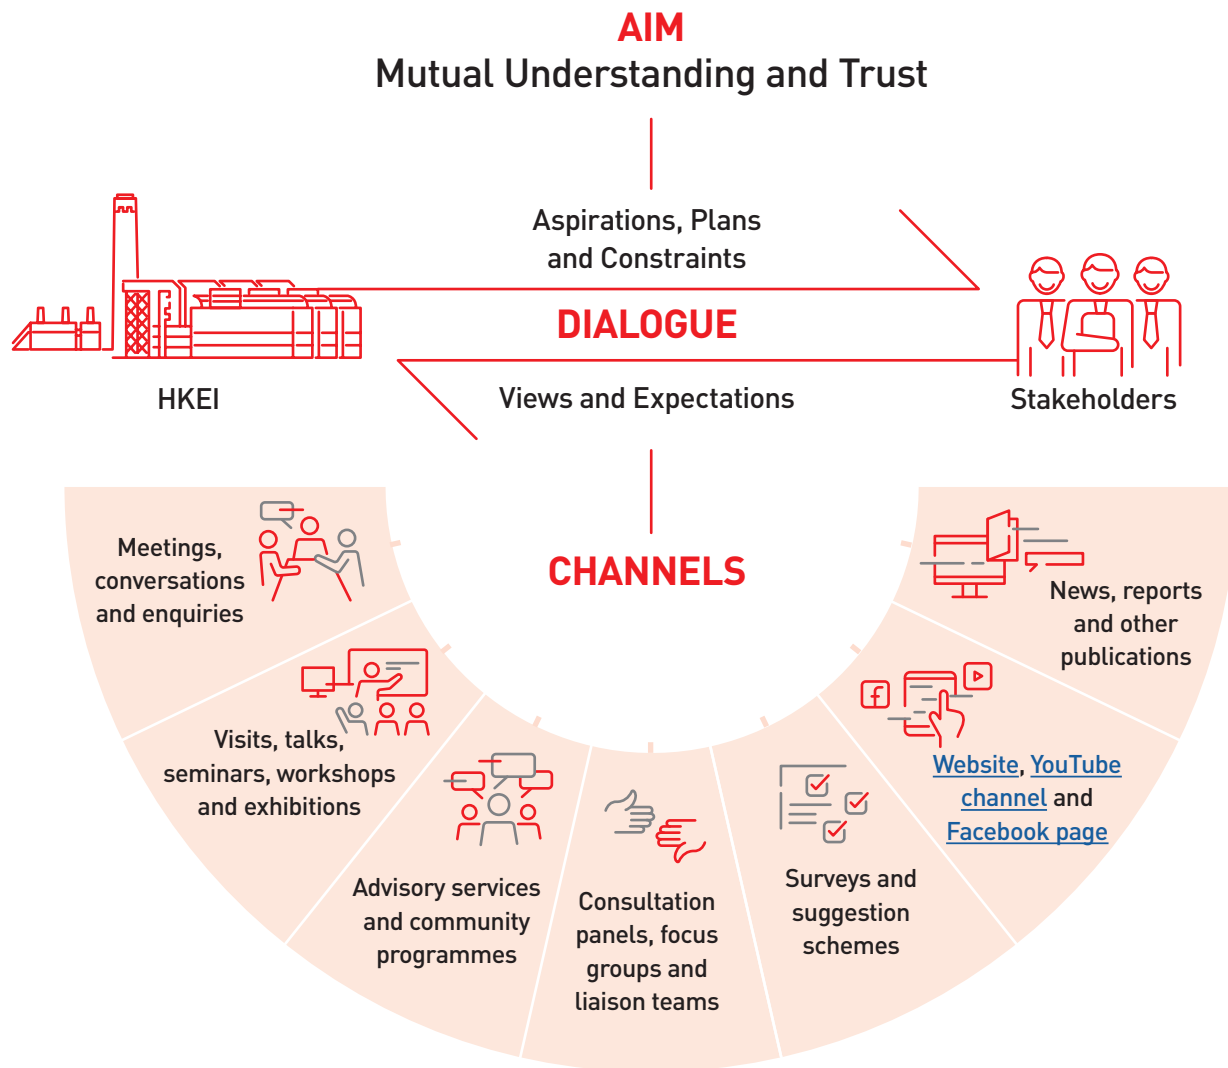 AIM
Mutual Understanding and Trust
Aspirations, Plans
and Constraints
DIALOGUE
HKEI
Views and Expectations
Stakeholders
CHANNELS
Meetings,
conversations
and enquiries
Visits, talks,
seminars, workshops
and exhibitions
Advisory services
and community
programmes
Consultation
panels, focus
groups and
liaison teams
Surveys and
suggestion
schemes
Website, YouTube
channel and
Facebook page
News, reports
and other
publications